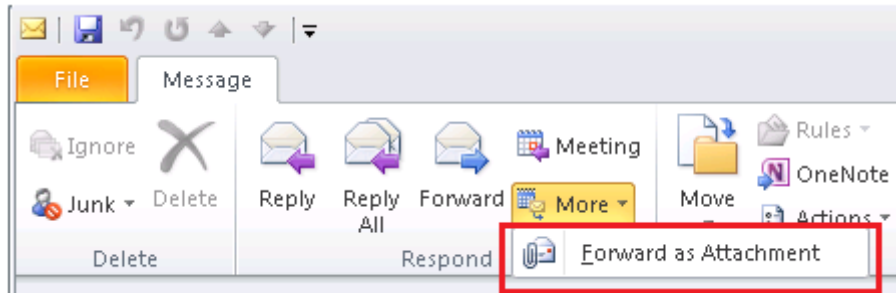 File Message
Ignore
Junk
Delete
Delete
Reply
Reply All
Forward
Meeting
More
Respond
Move
Rules
OneNote
Actions
Forward as Attachment